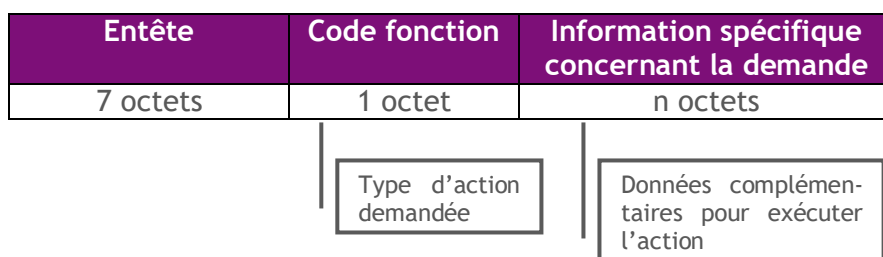 Entête Code fonction Information spécifique
concernant la demande
7 octets 1 octet n octets
Type d'action
demandée
Données complémen-
taires pour exécuter
l'action